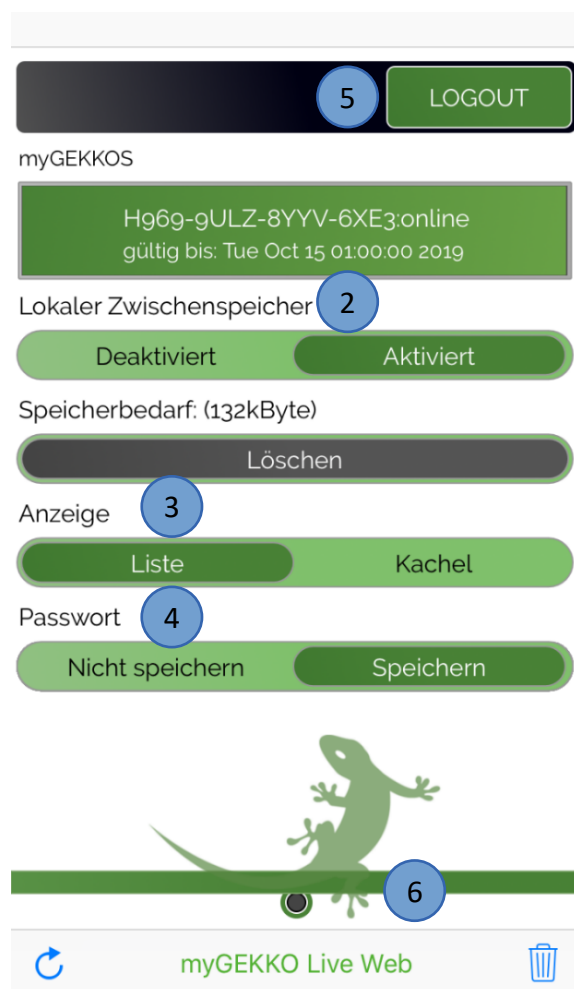 5
LOGOUT
myGEKKOS
H969-9ULZ-8YYV-6XE3:online
gültig bis: Tue Oct 15 01:00:00 2019
Lokaler Zwischenspeicher
2
Deaktiviert
Aktiviert
Speicherbedarf: (132kByte)
Löschen
Anzeige
3
Liste
Kachel
Passwort
4
Nicht speichern
Speichern
6
myGEKKO Live Web